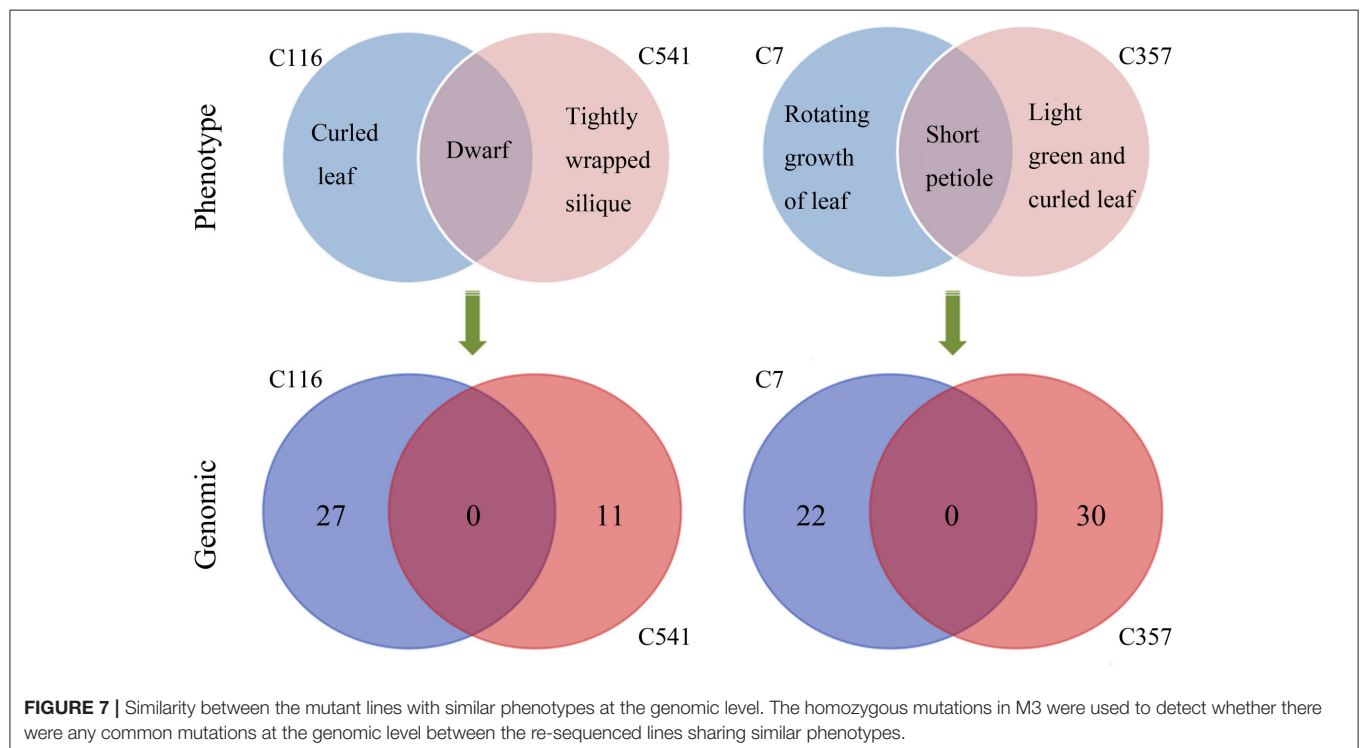 C116
C541
C7
C357
Phenotype
Curled
leaf
Dwarf
Tightly
wrapped
silique
Rotating
growth
of leaf
Short
petiole
Light
green and
curled leaf
C116
C7
Genomic
27
0
11
22
0
30
C541
C357
FIGURE 7 | Similarity between the mutant lines with similar phenotypes at the genomic level. The homozygous mutations in M3 were used to detect whether there
were any common mutations at the genomic level between the re-sequenced lines sharing similar phenotypes.